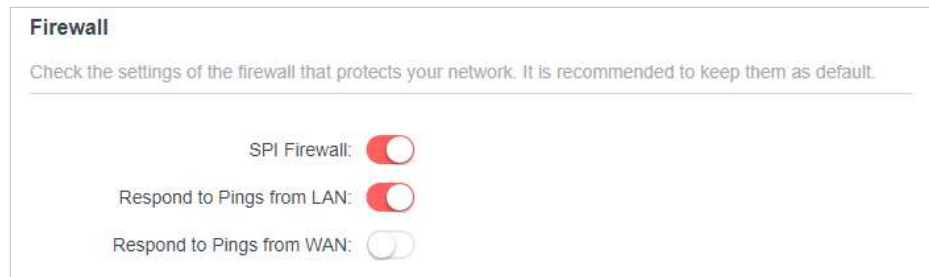 Firewall
Check the settings of the firewall that protects your network. It is recommended to keep them as default.
SPI Firewall:
Respond to Pings from LAN:
Respond to Pings from WAN: